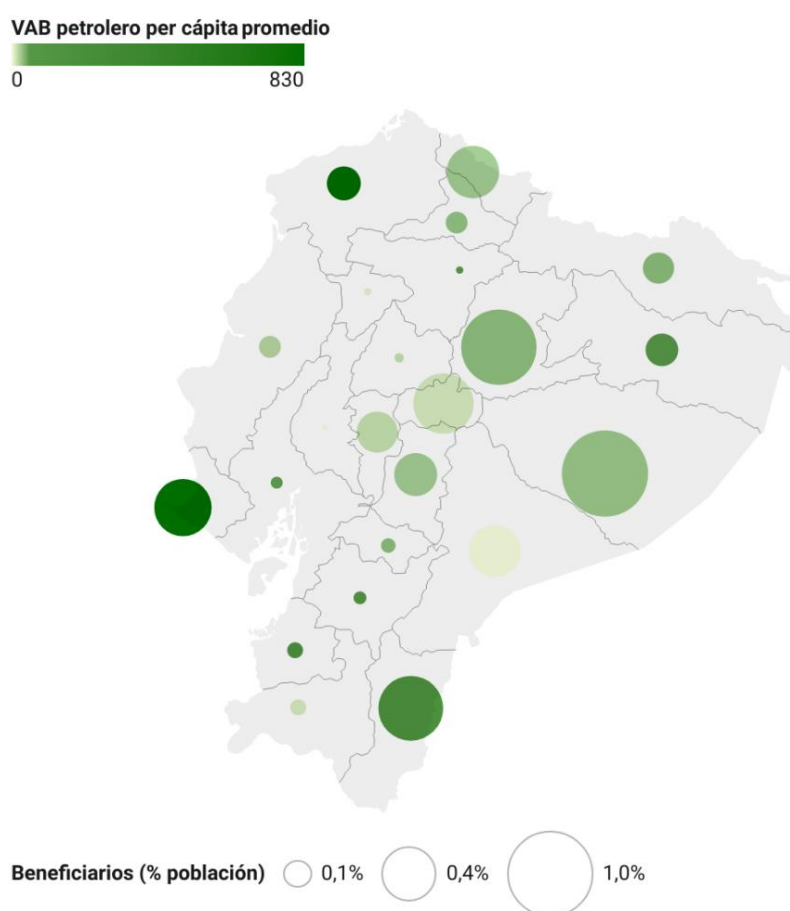 VAB petrolero per cápita promedio
0 830
Beneficiarios (% población) 0,1% 0,4% 1,0%